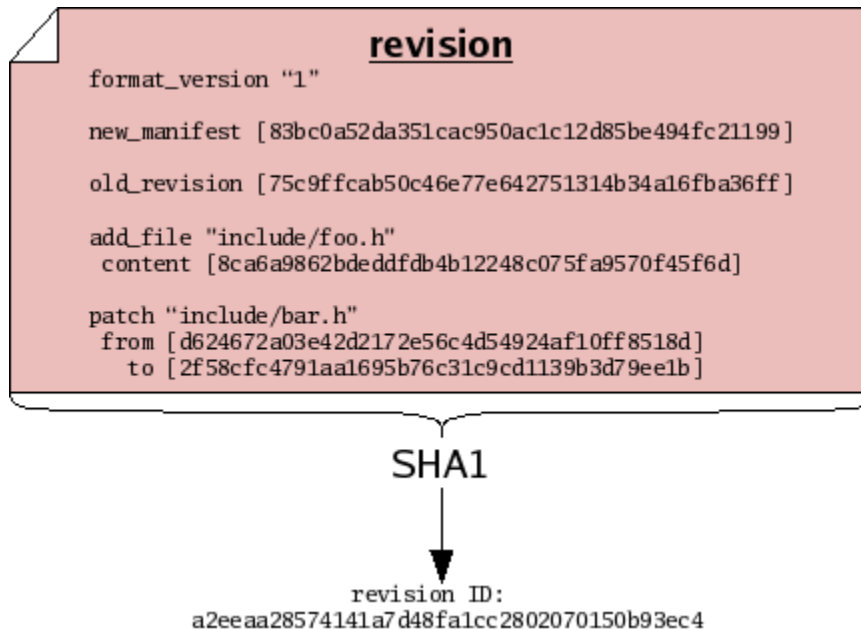 revision
format_version “1”
new_manifest [83bc0a52da351cac950ac1c12d85be494fc21199]
old_revision [75c9ffcab50c46e77e642751314b34a16fba36ff]
add_file "include/foo.h"
content [8ca6a9862bdeddfdb4b12248c075fa9570f45f6d]
patch “include/bar.h”
from [d624672a03e42d2172e56c4d54924af10ff8518d]
to [2f58cfc4791aa1695b76c31c9cd1139b3d79ee1b]
SHA1
revision ID:
a2eeaa28574141a7d48fa1cc2802070150b93ec4